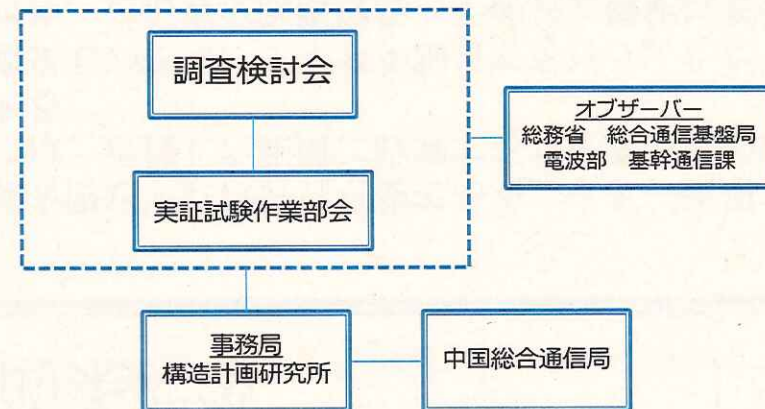 調査検討会
実証試験作業部会
オブザーバー
総務省　総合通信基盤局
電波部　基幹通信課
事務局
構造計画研究所
中国総合通信局